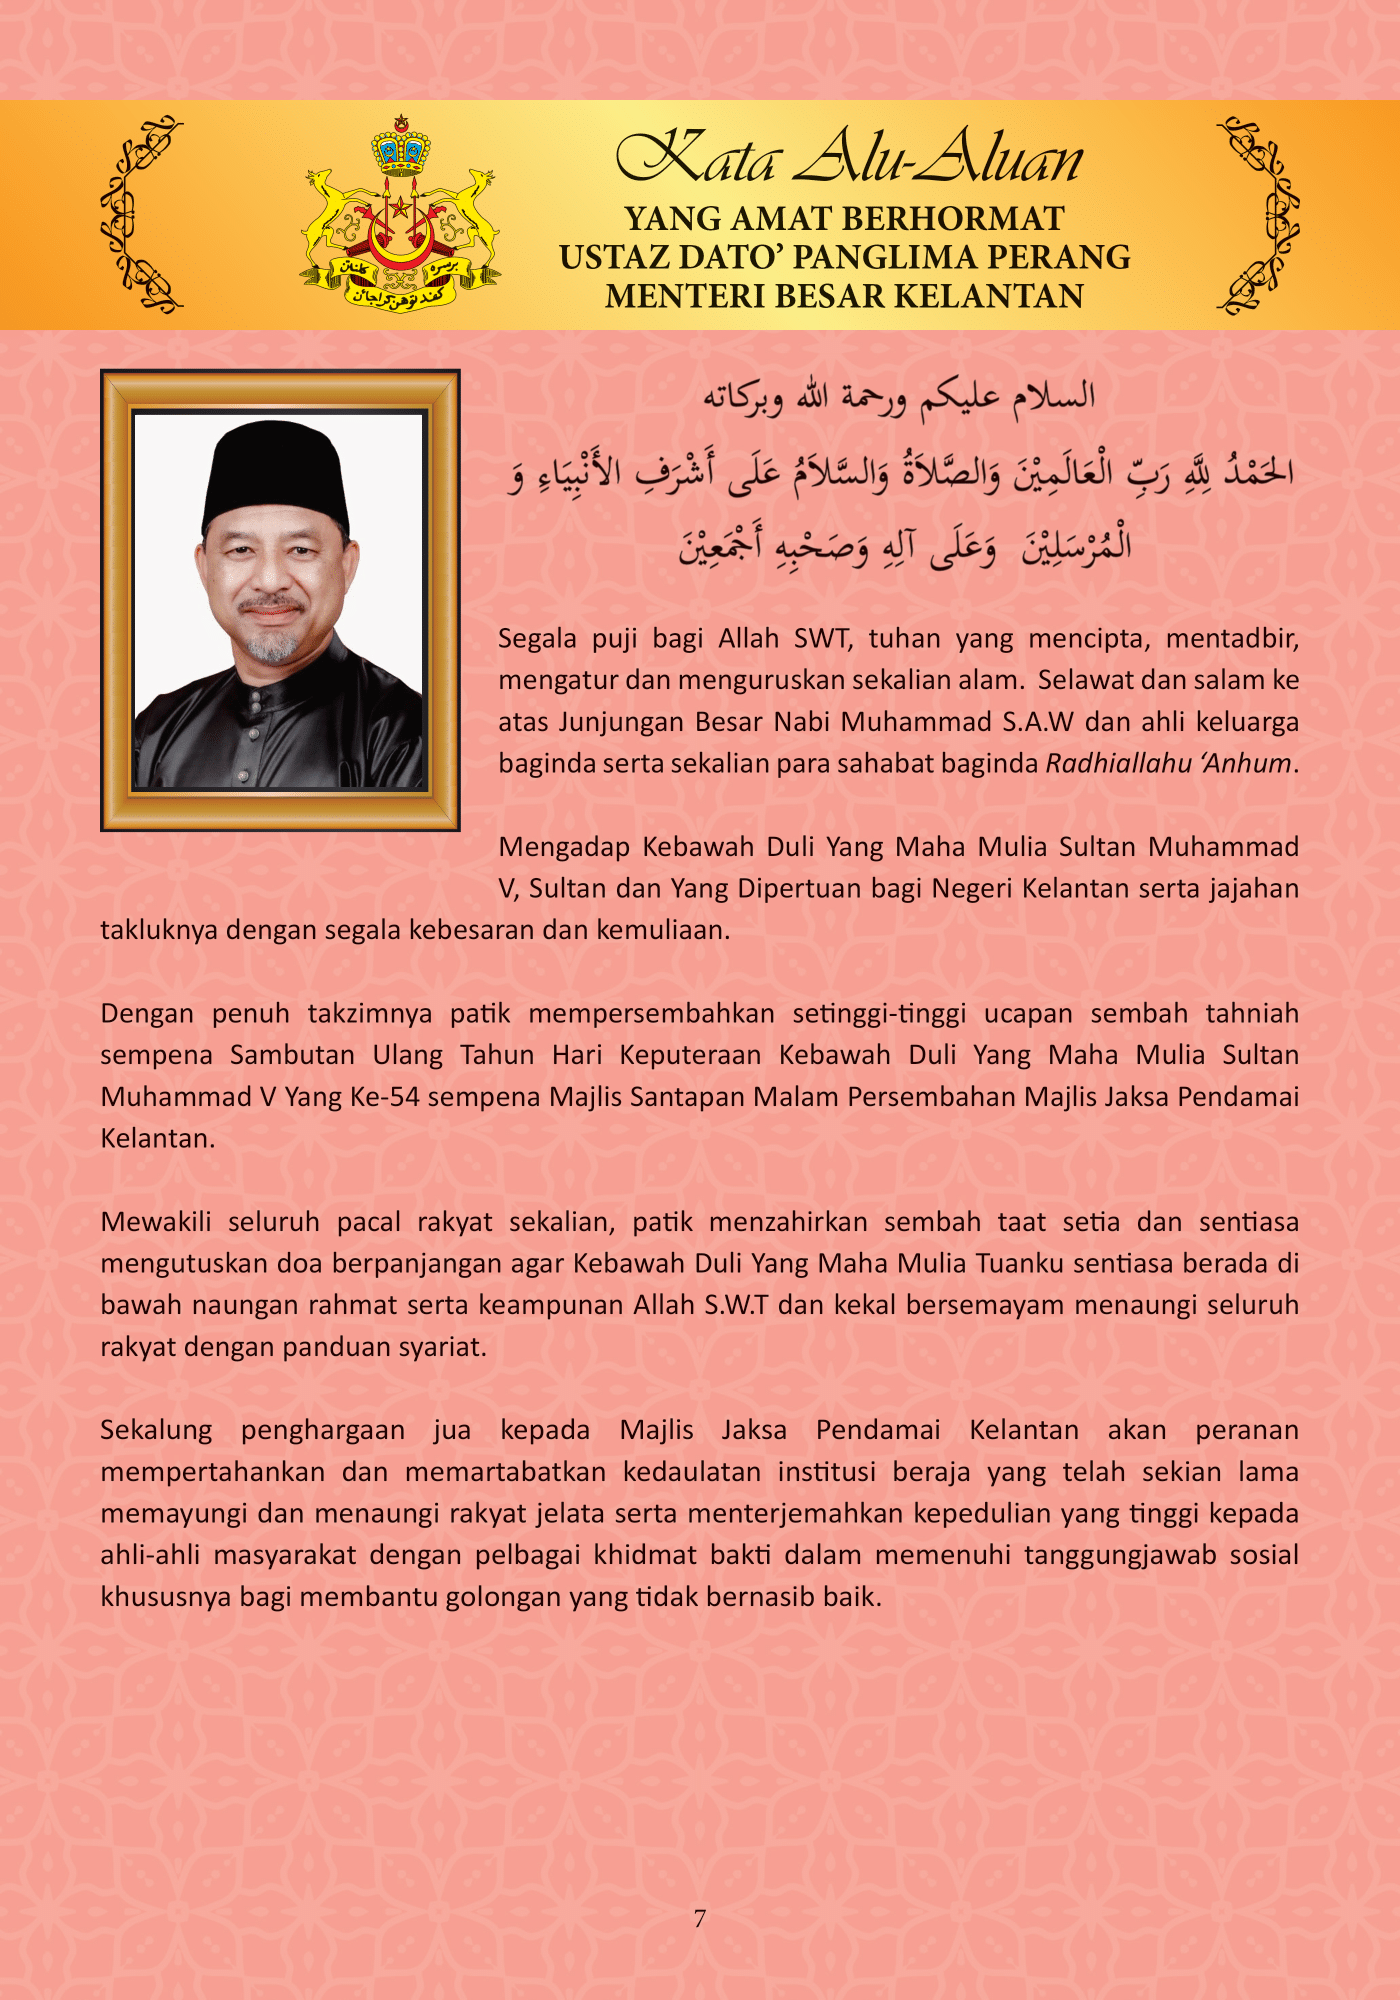 Kata Alu-Aluan
YANG AMAT BERHORMAT
USTAZ DATO’ PANGLIMA PERANG
MENTERI BESAR KELANTAN
السلام عليكم ورحمة الله وبركاته
الحَمْدُ لِلَّهِ رَبِّ الْعَالَمِيْنَ وَالصَّلاَةُ وَالسَّلاَمُ عَلَى أَشْرَفِ الأَنْبِيَاءِ وَ
الْمُرْسَلِيْنَ وَعَلَى آلِهِ وَصَحْبِهِ أَجْمَعِيْنَ
Segala puji bagi Allah SWT, tuhan yang mencipta, mentadbir,
mengatur dan menguruskan sekalian alam.  Selawat dan salam ke
atas Junjungan Besar Nabi Muhammad S.A.W dan ahli keluarga
baginda serta sekalian para sahabat baginda Radhiallahu ‘Anhum.
Mengadap Kebawah Duli Yang Maha Mulia Sultan Muhammad
V, Sultan dan Yang Dipertuan bagi Negeri Kelantan serta jajahan
takluknya dengan segala kebesaran dan kemuliaan.
Dengan penuh takzimnya patik mempersembahkan setinggi-tinggi ucapan sembah tahniah
sempena Sambutan Ulang Tahun Hari Keputeraan Kebawah Duli Yang Maha Mulia Sultan
Muhammad V Yang Ke-54 sempena Majlis Santapan Malam Persembahan Majlis Jaksa Pendamai
Kelantan.
Mewakili seluruh pacal rakyat sekalian, patik menzahirkan sembah taat setia dan sentiasa
mengutuskan doa berpanjangan agar Kebawah Duli Yang Maha Mulia Tuanku sentiasa berada di
bawah naungan rahmat serta keampunan Allah S.W.T dan kekal bersemayam menaungi seluruh
rakyat dengan panduan syariat.
Sekalung penghargaan jua kepada Majlis Jaksa Pendamai Kelantan akan peranan
mempertahankan dan memartabatkan kedaulatan institusi beraja yang telah sekian lama
memayungi dan menaungi rakyat jelata serta menterjemahkan kepedulian yang tinggi kepada
ahli-ahli masyarakat dengan pelbagai khidmat bakti dalam memenuhi tanggungjawab sosial
khususnya bagi membantu golongan yang tidak bernasib baik.
7